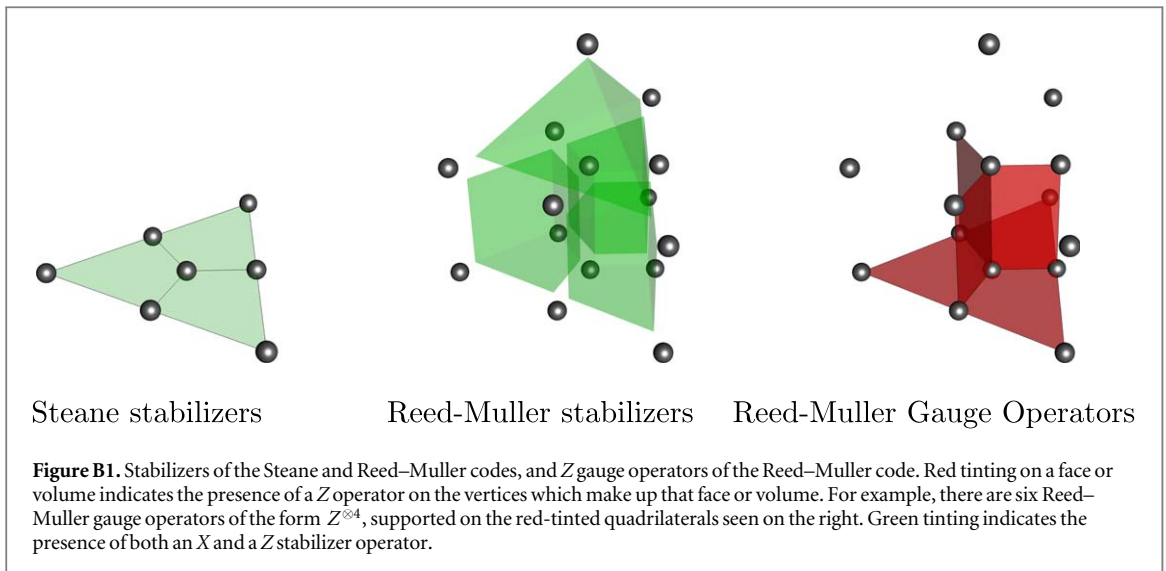 Steane stabilizers
Reed-Muller stabilizers
Reed-Muller Gauge Operators
Figure B1. Stabilizers of the Steane and Reed–Muller codes, and Z gauge operators of the Reed–Muller code. Red tinting on a face or
volume indicates the presence of a Z operator on the vertices which make up that face or volume. For example, there are six Reed–
Muller gauge operators of the form Z⊗4, supported on the red-tinted quadrilaterals seen on the right. Green tinting indicates the
presence of both an X and a Z stabilizer operator.